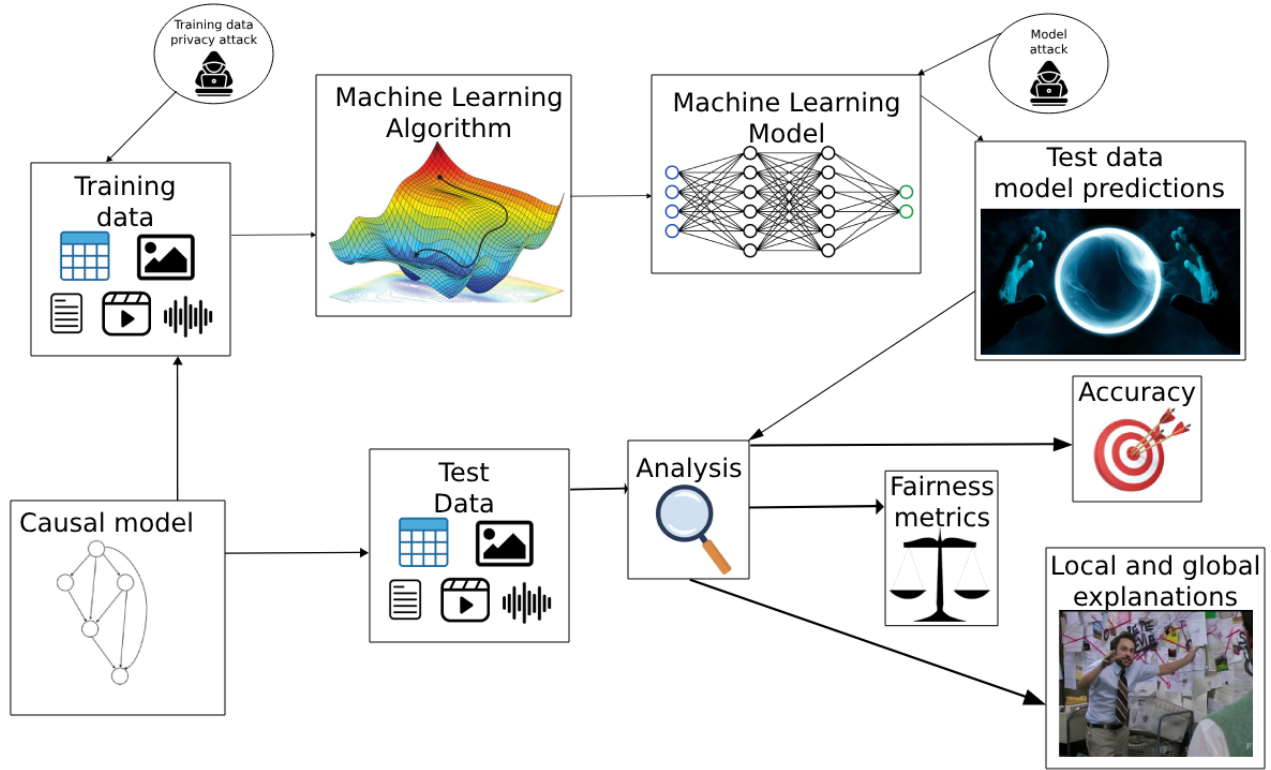 Training data
privacy attack
Model
attack
Machine Learning
Algorithm
Machine Learning
Model
Test data
model predictions
Training
data
Accuracy
Test
Data
Analysis
Fairness
metrics
Causal model
Local and global
explanations